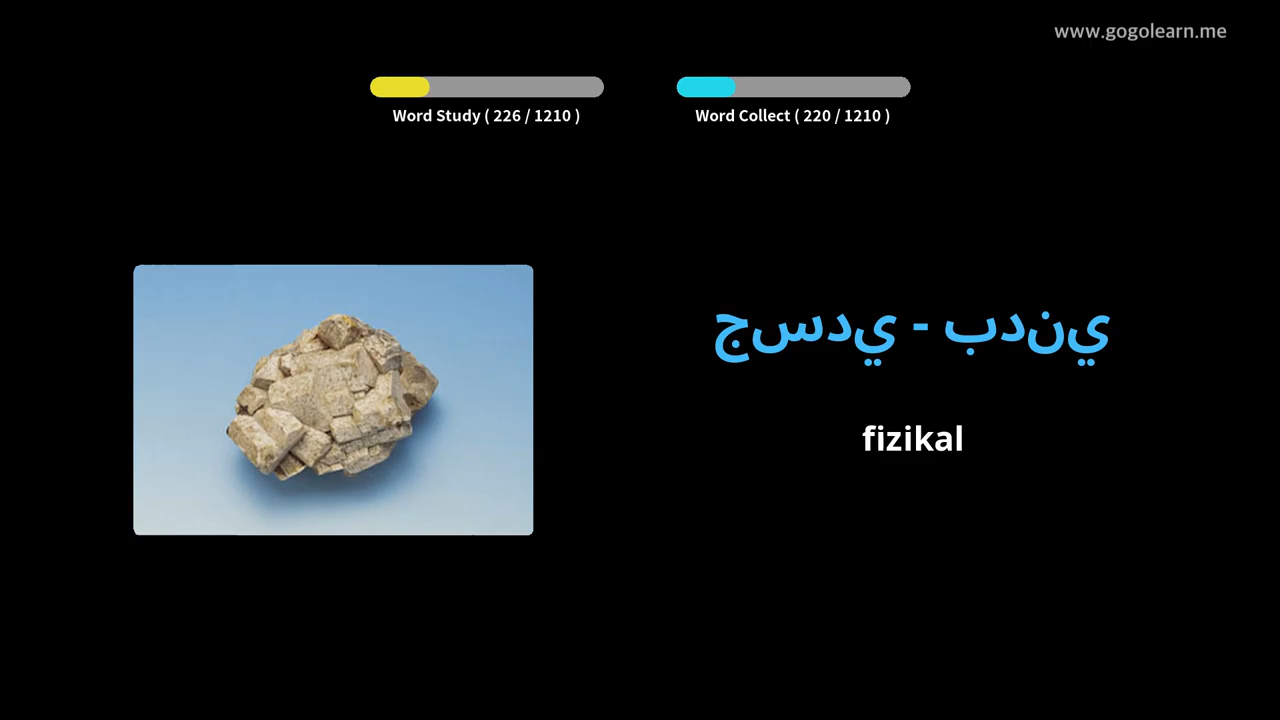 www.gogolearn.me
Word Study ( 226 / 1210 )
Word Collect ( 220 / 1210 )
جسدي - بدني
fizikal